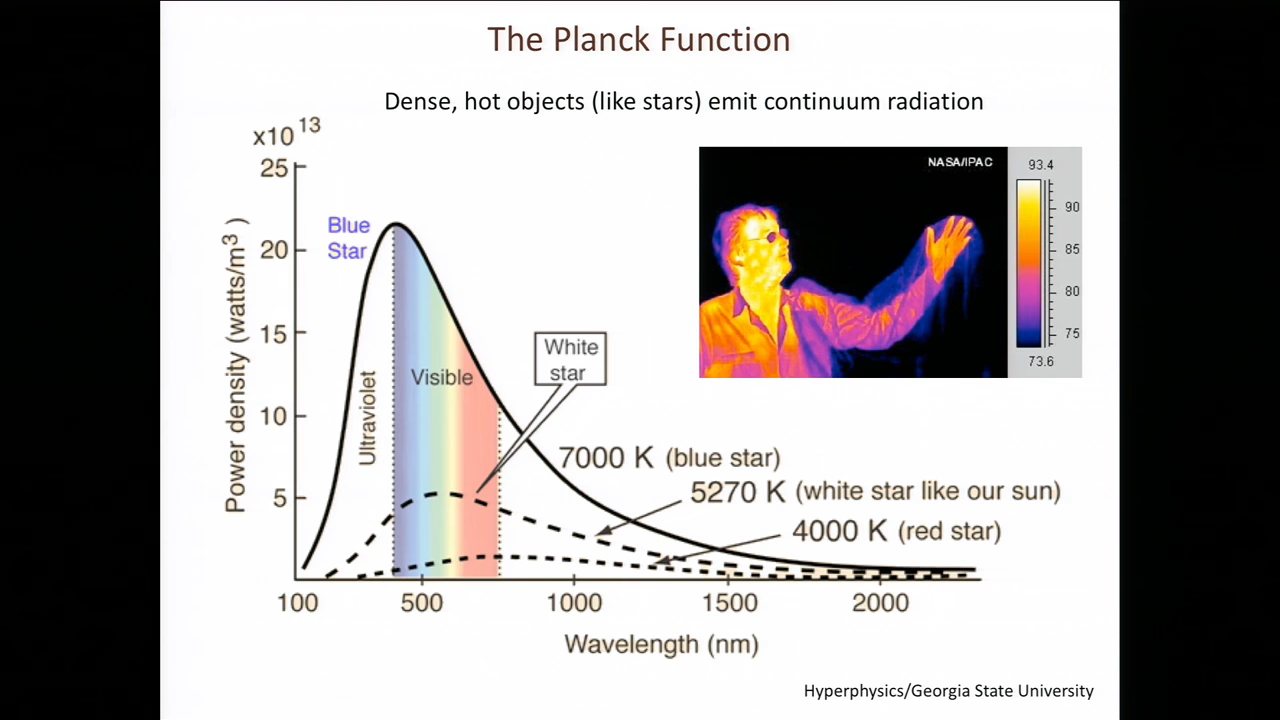 The Planck Function
Dense, hot objects (like stars) emit continuum radiation
x10 13
25
20
15
10
5
Power density (watts/m3 )
Blue
Star
Ultraviolet
Visible
White
star
7000 K (blue star)
5270 K (white star like our sun)
4000 K (red star)
100
500
1000
1500
2000
Wavelength (nm)
NASA/IPAC
93.4
90
85
80
75
73.6
Hyperphysics/Georgia State University